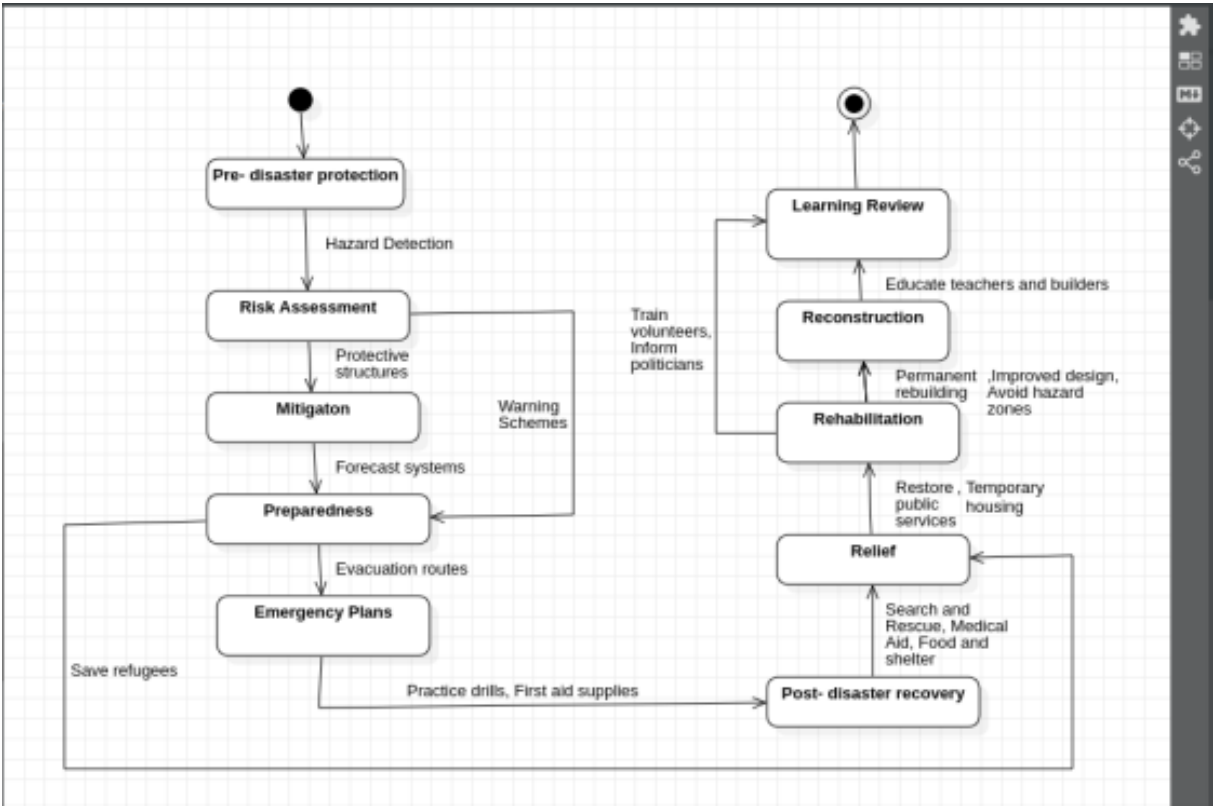 Pre- disaster protection
Hazard Detection
Risk Assessment
Protective
structures
Mitigaton
Warning
Schemes
Forecast systems
Preparedness
Evacuation routes
Emergency Plans
Save refugees
Practice drills, First aid supplies
Learning Review
Educate teachers and builders
Reconstruction
Train
volunteers,
Inform
politicians
Permanent
rebuilding
,Improved design,
Avoid hazard
zones
Rehabilitation
Restore , Temporary
public
housing
services
Relief
Search and
Rescue, Medical
Aid, Food and
shelter
Post- disaster recovery
M